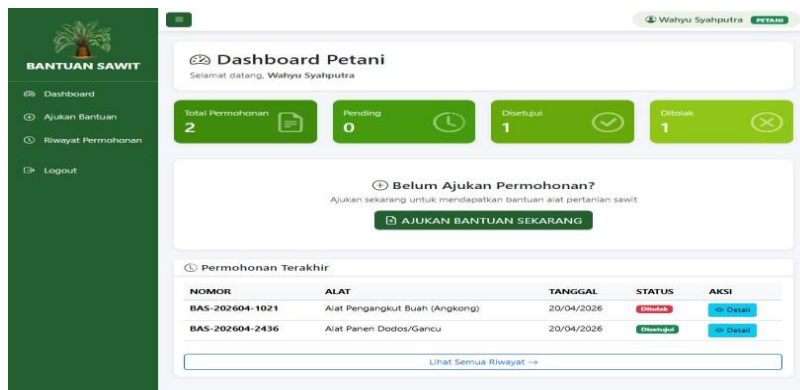 BANTUAN SAWIT
Dashboard
Ajukan Bantuan
Riwayat Permohonan
Logout
Wahyu Syahputra PETANI
Dashboard Petani
Selamat datang, Wahyu Syahputra
Total Permohonan
2
Pending
0
Disetujui
1
Ditolak
1
Belum Ajukan Permohonan?
Ajukan sekarang untuk mendapatkan bantuan alat pertanian sawit
AJUKAN BANTUAN SEKARANG
Permohonan Terakhir
NOMOR ALAT TANGGAL STATUS AKSI
BAS-202604-1021 Alat Pengangkut Buah (Angkong) 20/04/2026 Ditolak Detail
BAS-202604-2436 Alat Panen Dodos/Gancu 20/04/2026 Disetujui Detail
Lihat Semua Riwayat →